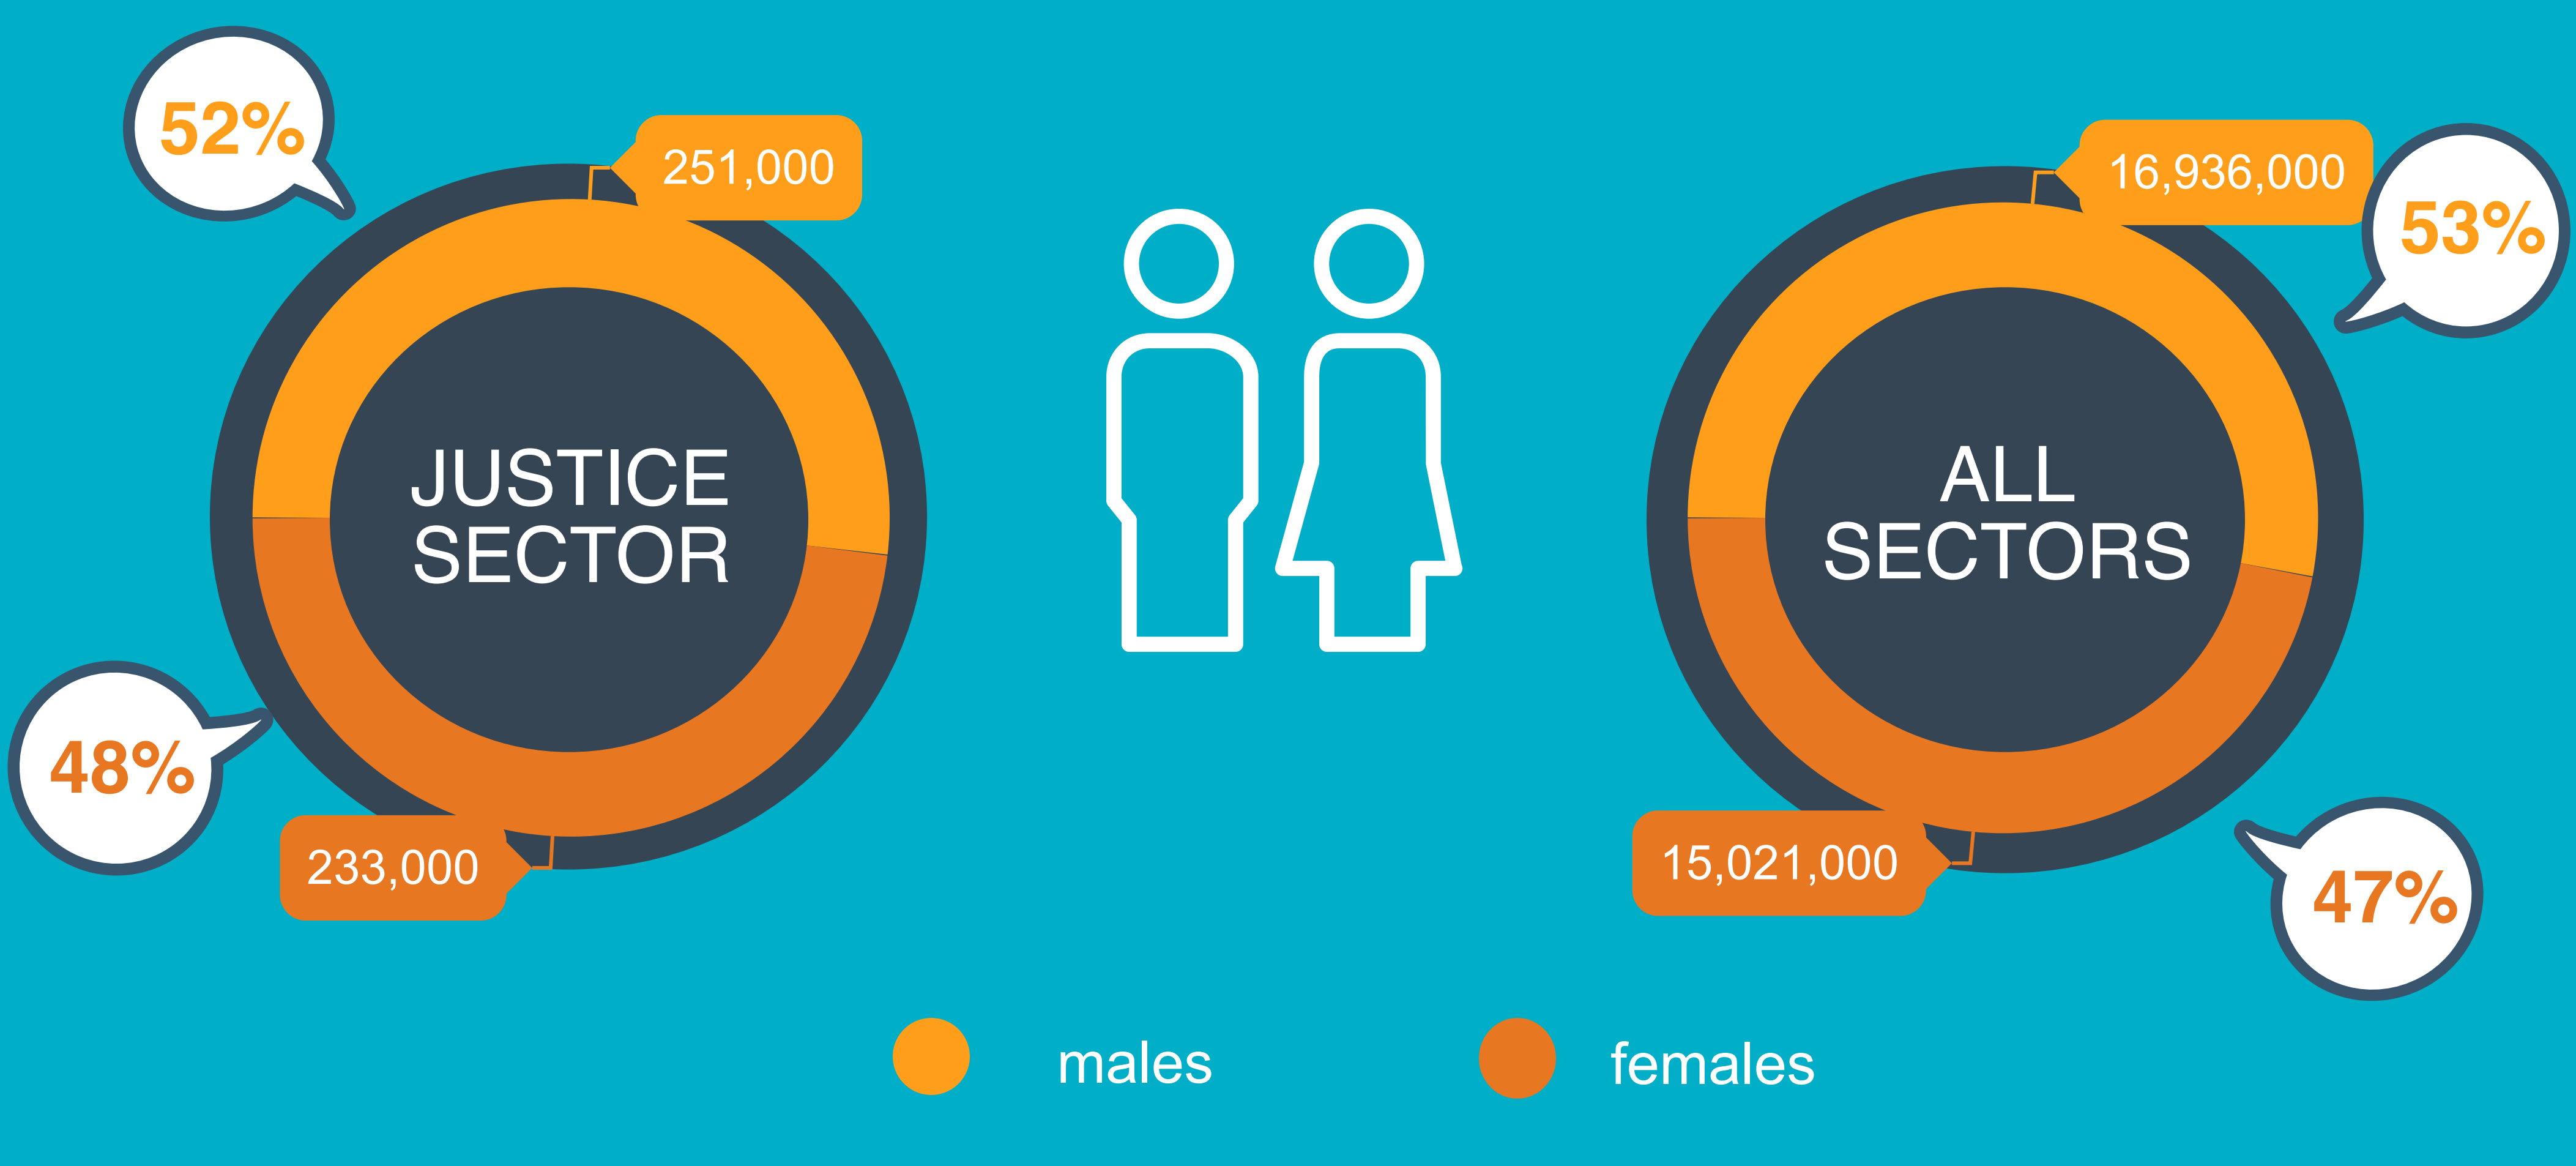 52%
251,000
JUSTICE
SECTOR
48%
233,000
16,936,000
53%
ALL
SECTORS
15,021,000
47%
males
females